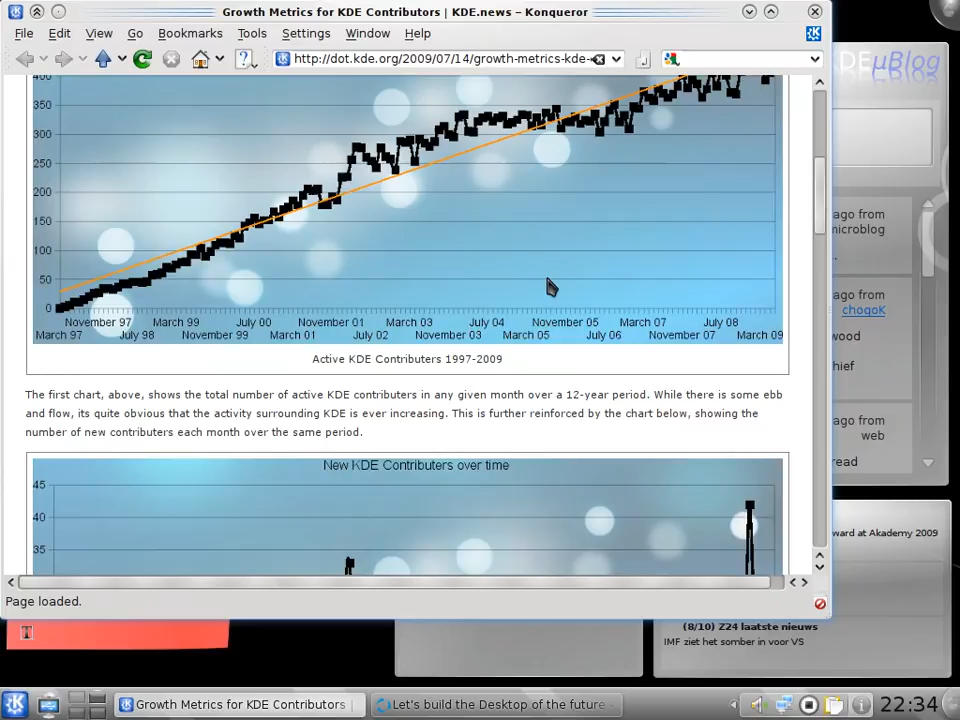 Growth Metrics for KDE Contributors | KDE.news – Konqueror
File Edit View Go Bookmarks Tools Settings Window Help
http://dot.kde.org/2009/07/14/growth-metrics-kde-
DEµBlog
400
350
300
250
200
150
100
50
0
November 97 March 99 July 00 November 01 March 03 July 04 November 05 March 07 July 08
March 97 July 98 November 99 March 01 July 02 November 03 March 05 July 06 November 07 March 09
Active KDE Contributers 1997-2009
The first chart, above, shows the total number of active KDE contributers in any given month over a 12-year period. While there is some ebb
and flow, its quite obvious that the activity surrounding KDE is ever increasing. This is further reinforced by the chart below, showing the
number of new contributers each month over the same period.
New KDE Contributers over time
45
40
35
ago from
microblog
ago from
choqoK
wood
hief
ago from
web
read
Page loaded.
T
ward at Akademy 2009
(8/10) Z24 laatste nieuws
IMF ziet het somber in voor VS
Growth Metrics for KDE Contributors |
Let's build the Desktop of the future -
22:34